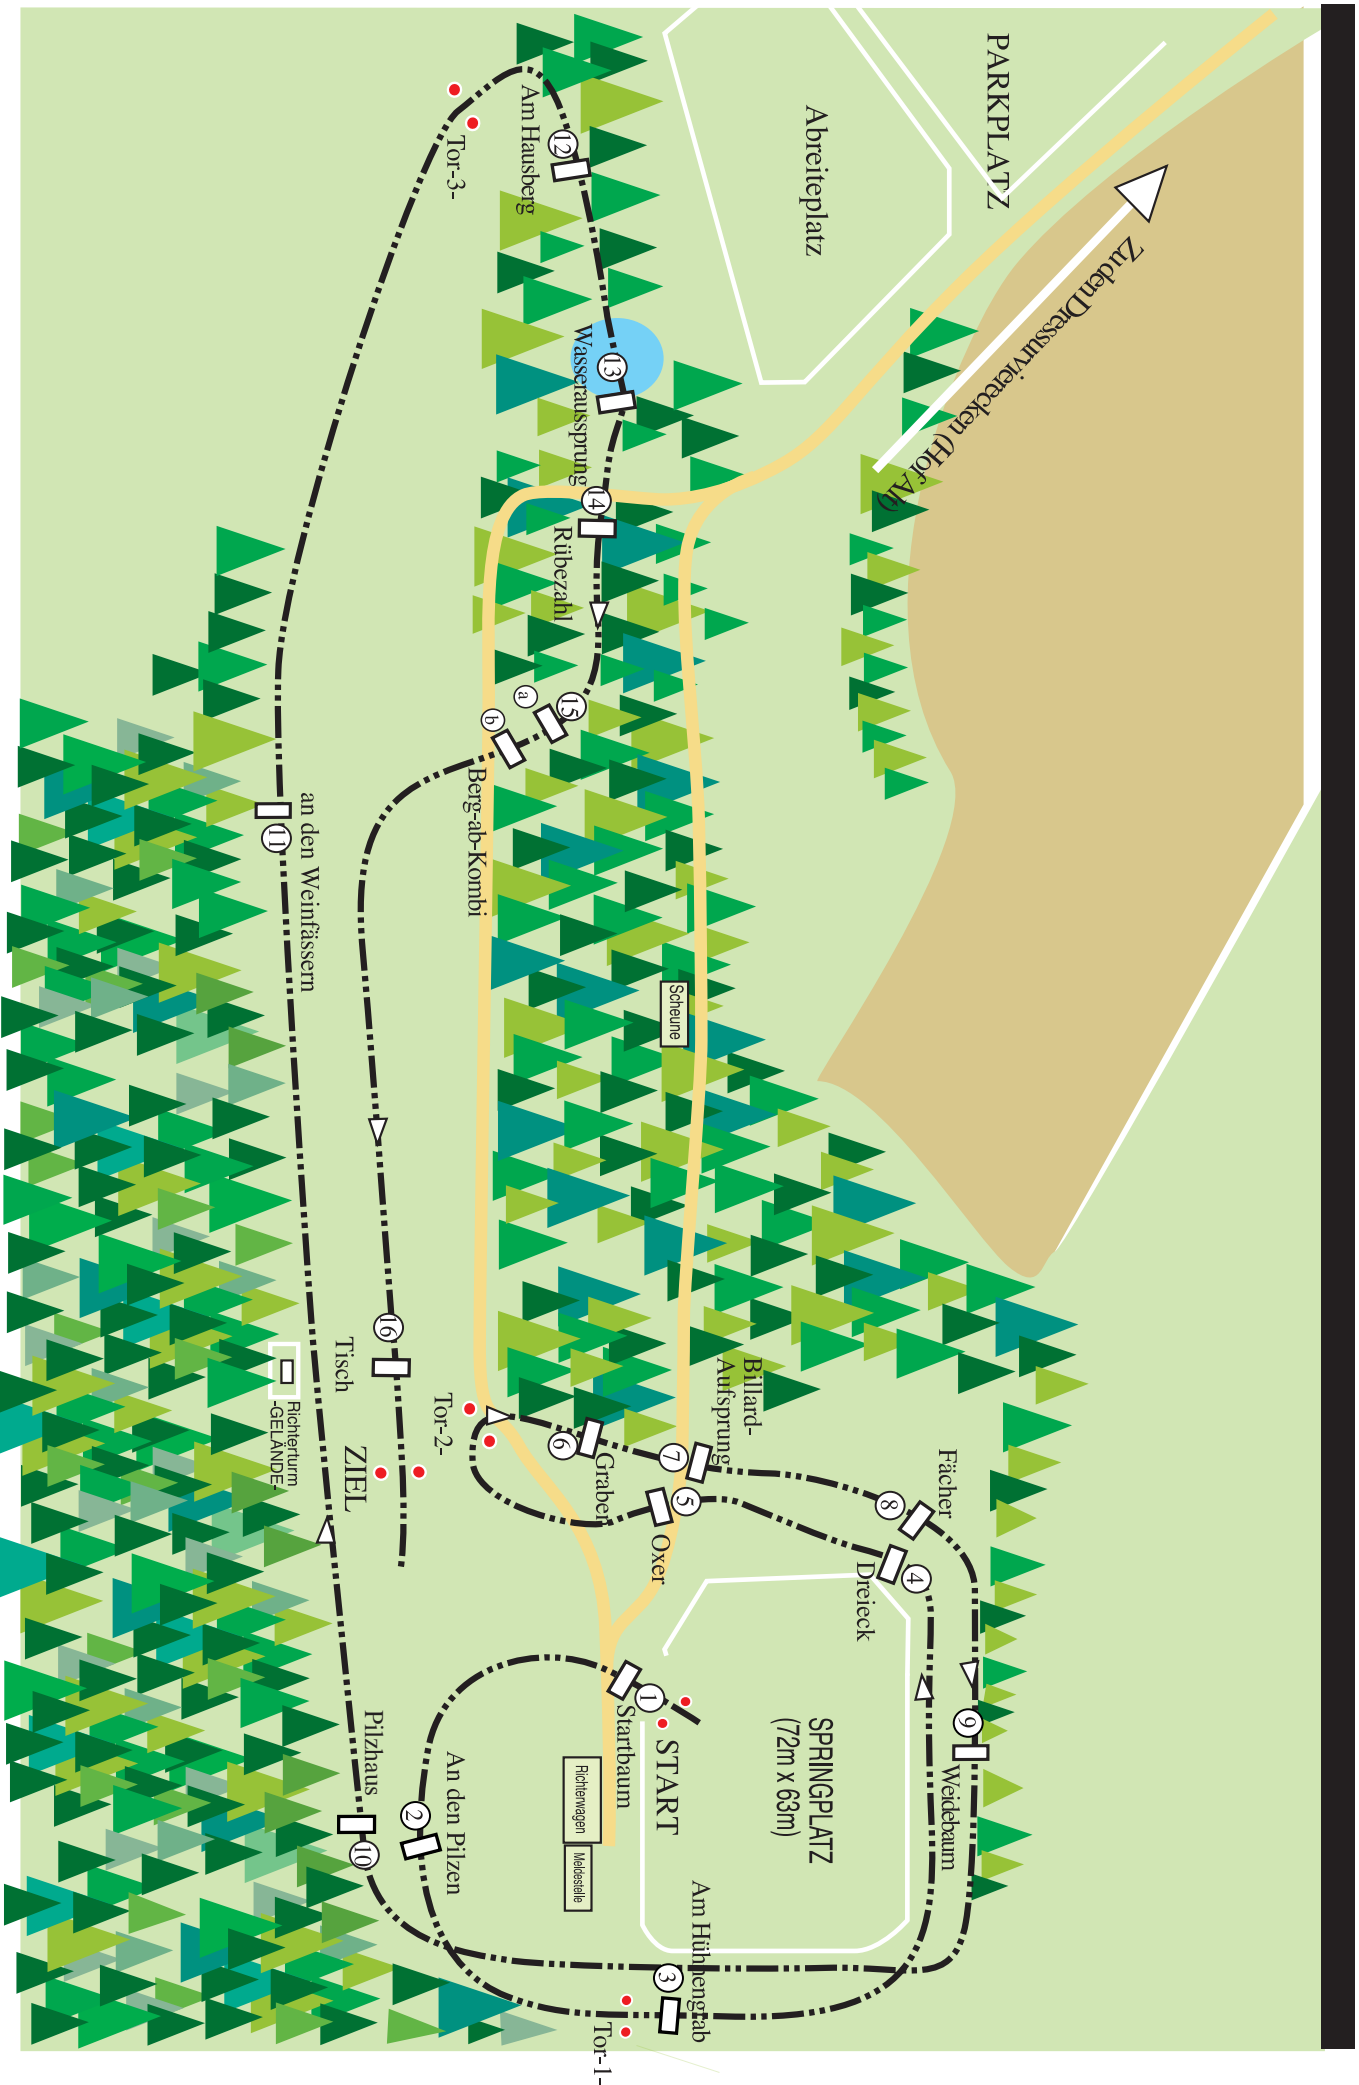 PARKPLATZ
Zu den Dressurvierecken (Hof Alt)
Abreiteplatz
12
Am Hausberg
Tor-3-
13
Wasseraussprung
14
Rübezahl
15
a
b
Berg-ab-Kombi
an den Weinfässern
11
Scheune
Billard-
Aufsprung
7
6
Graben
Tor-2-
16
Tisch
ZIEL
Richterturm
-GELÄNDE-
Fächer
8
5
Oxer
4
Dreieck
9
Weidebaum
SPRINGPLATZ
(72m x 63m)
START
1
Startbaum
Richterwagen
Meldestelle
An den Pilzen
2
Pilzhaus
10
Am Hühnengrab
3
Tor-1-